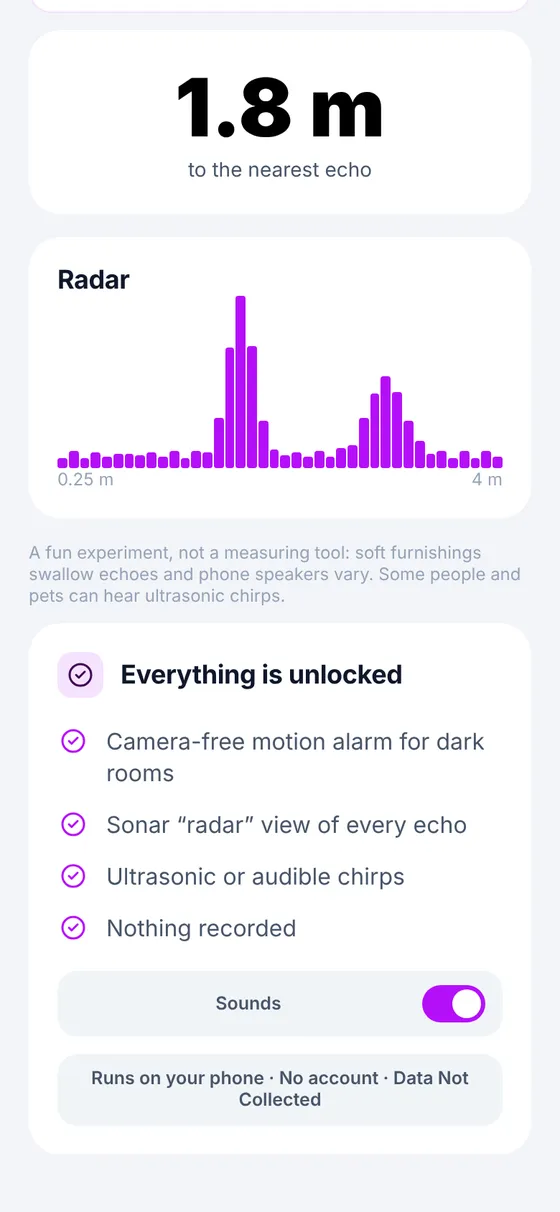 1.8 m
to the nearest echo
Radar
0.25 m
4 m
A fun experiment, not a measuring tool: soft furnishings
swallow echoes and phone speakers vary. Some people and
pets can hear ultrasonic chirps.
Everything is unlocked
Camera-free motion alarm for dark
rooms
Sonar “radar” view of every echo
Ultrasonic or audible chirps
Nothing recorded
Sounds
Runs on your phone · No account · Data Not
Collected